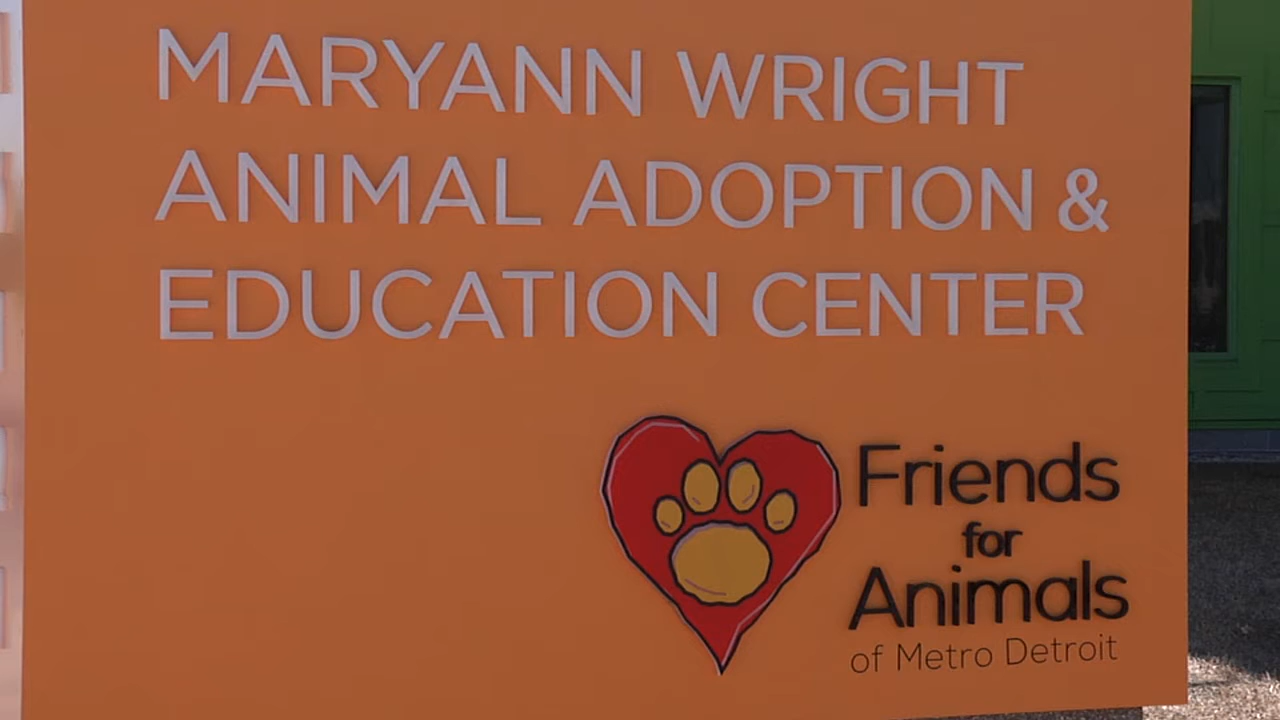 MARYANN WRIGHT
ANIMAL ADOPTION &
EDUCATION CENTER
Friends
for
Animals
of Metro Detroit